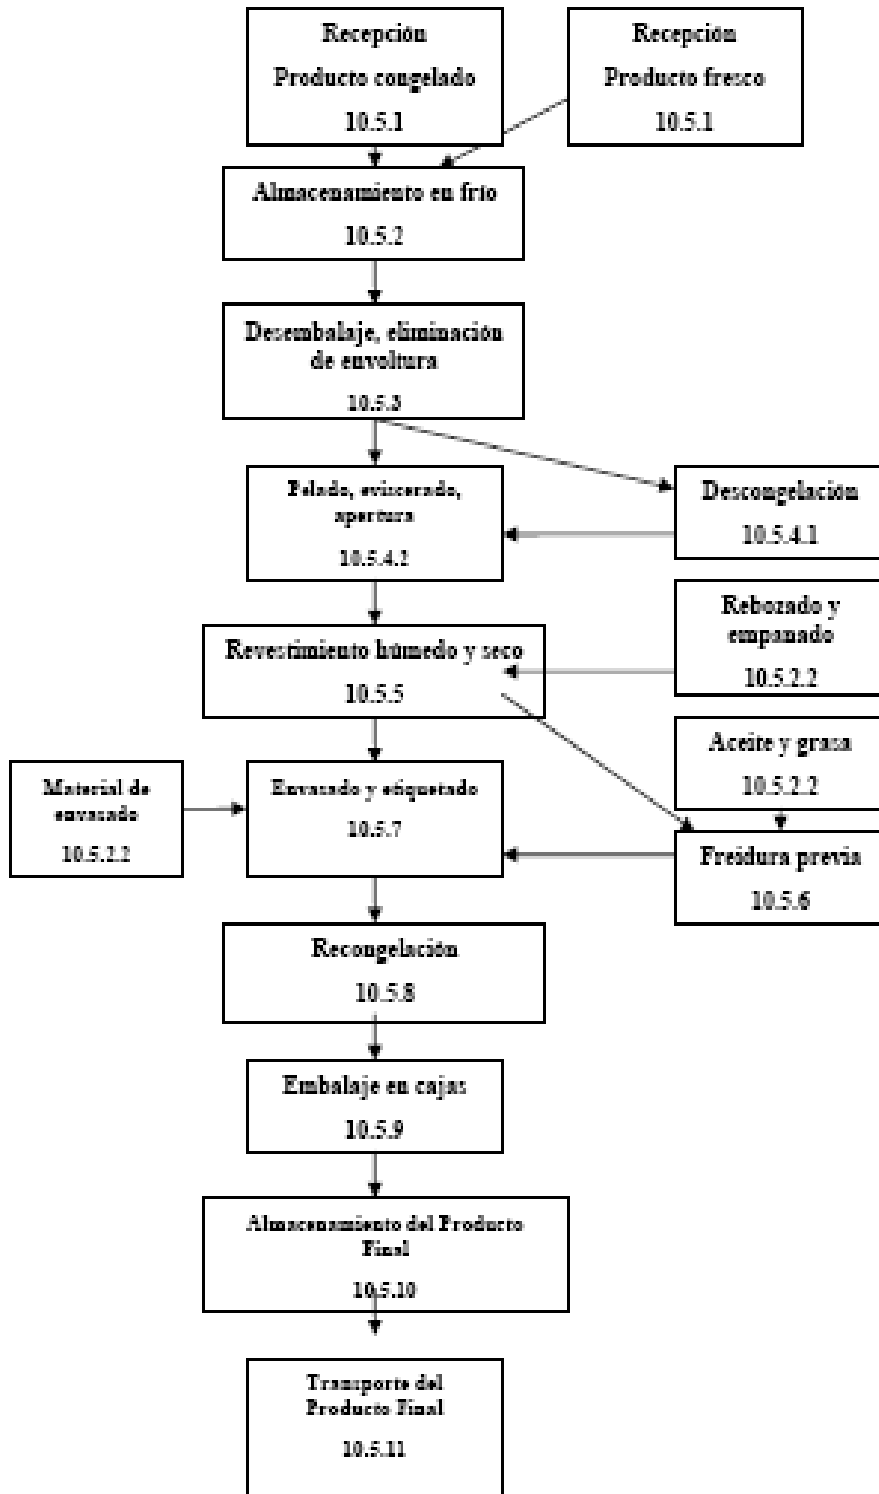 Recepción
Producto congelado
10.5.1
Recepción
Producto fresco
10.5.1
Almacenamiento en frío
10.5.2
Desembalaje, eliminación
de envoltura
10.5.3
Pelado, eviscerado,
apertura
10.5.4.2
Descongelación
10.5.4.1
Rebozado y
empanado
10.5.2.2
Revestimiento húmedo y seco
10.5.5
Aceite y grasa
10.5.2.2
Material de
envasado
10.5.2.2
Envasado y etiquetado
10.5.7
Freidura previa
10.5.6
Recongelación
10.5.8
Embalaje en cajas
10.5.9
Almacenamiento del Producto
Final
10.5.10
Transporte del
Producto Final
10.5.11